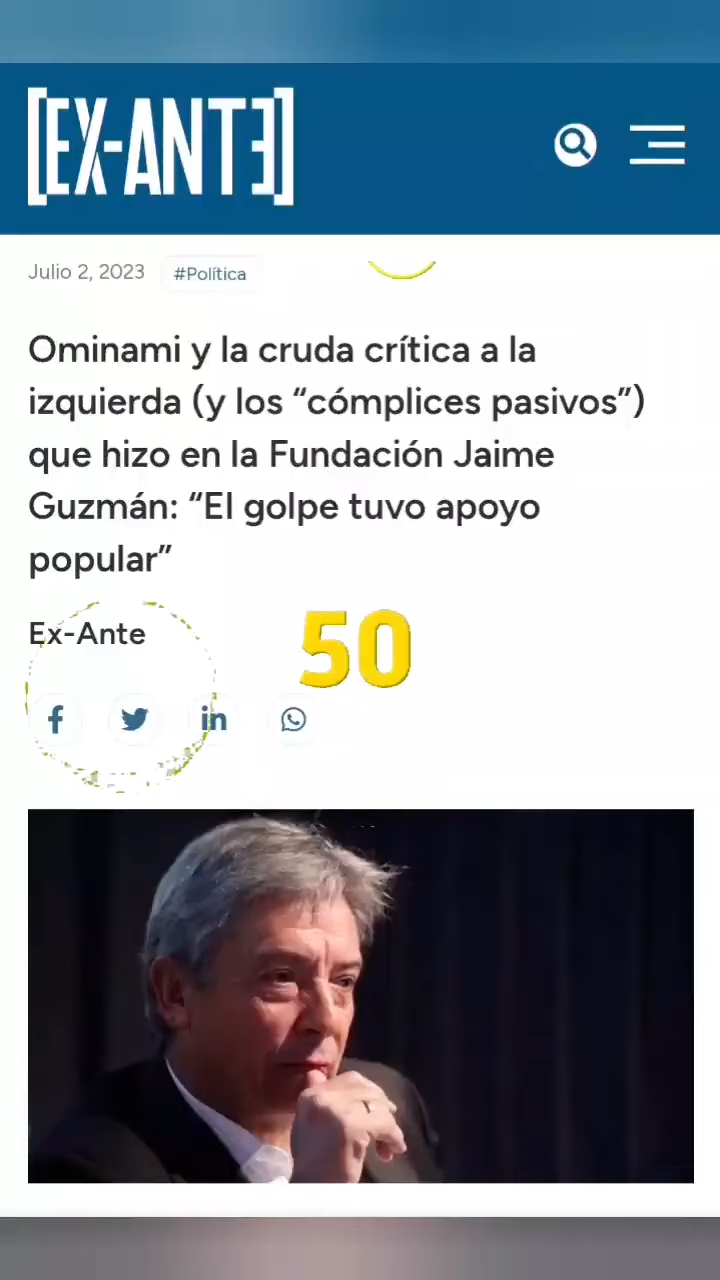 [EX-ANTE]
Julio 2, 2023 #Política
Ominami y la cruda crítica a la
izquierda (y los “cómplices pasivos”)
que hizo en la Fundación Jaime
Guzmán: “El golpe tuvo apoyo
popular”
Ex-Ante
50